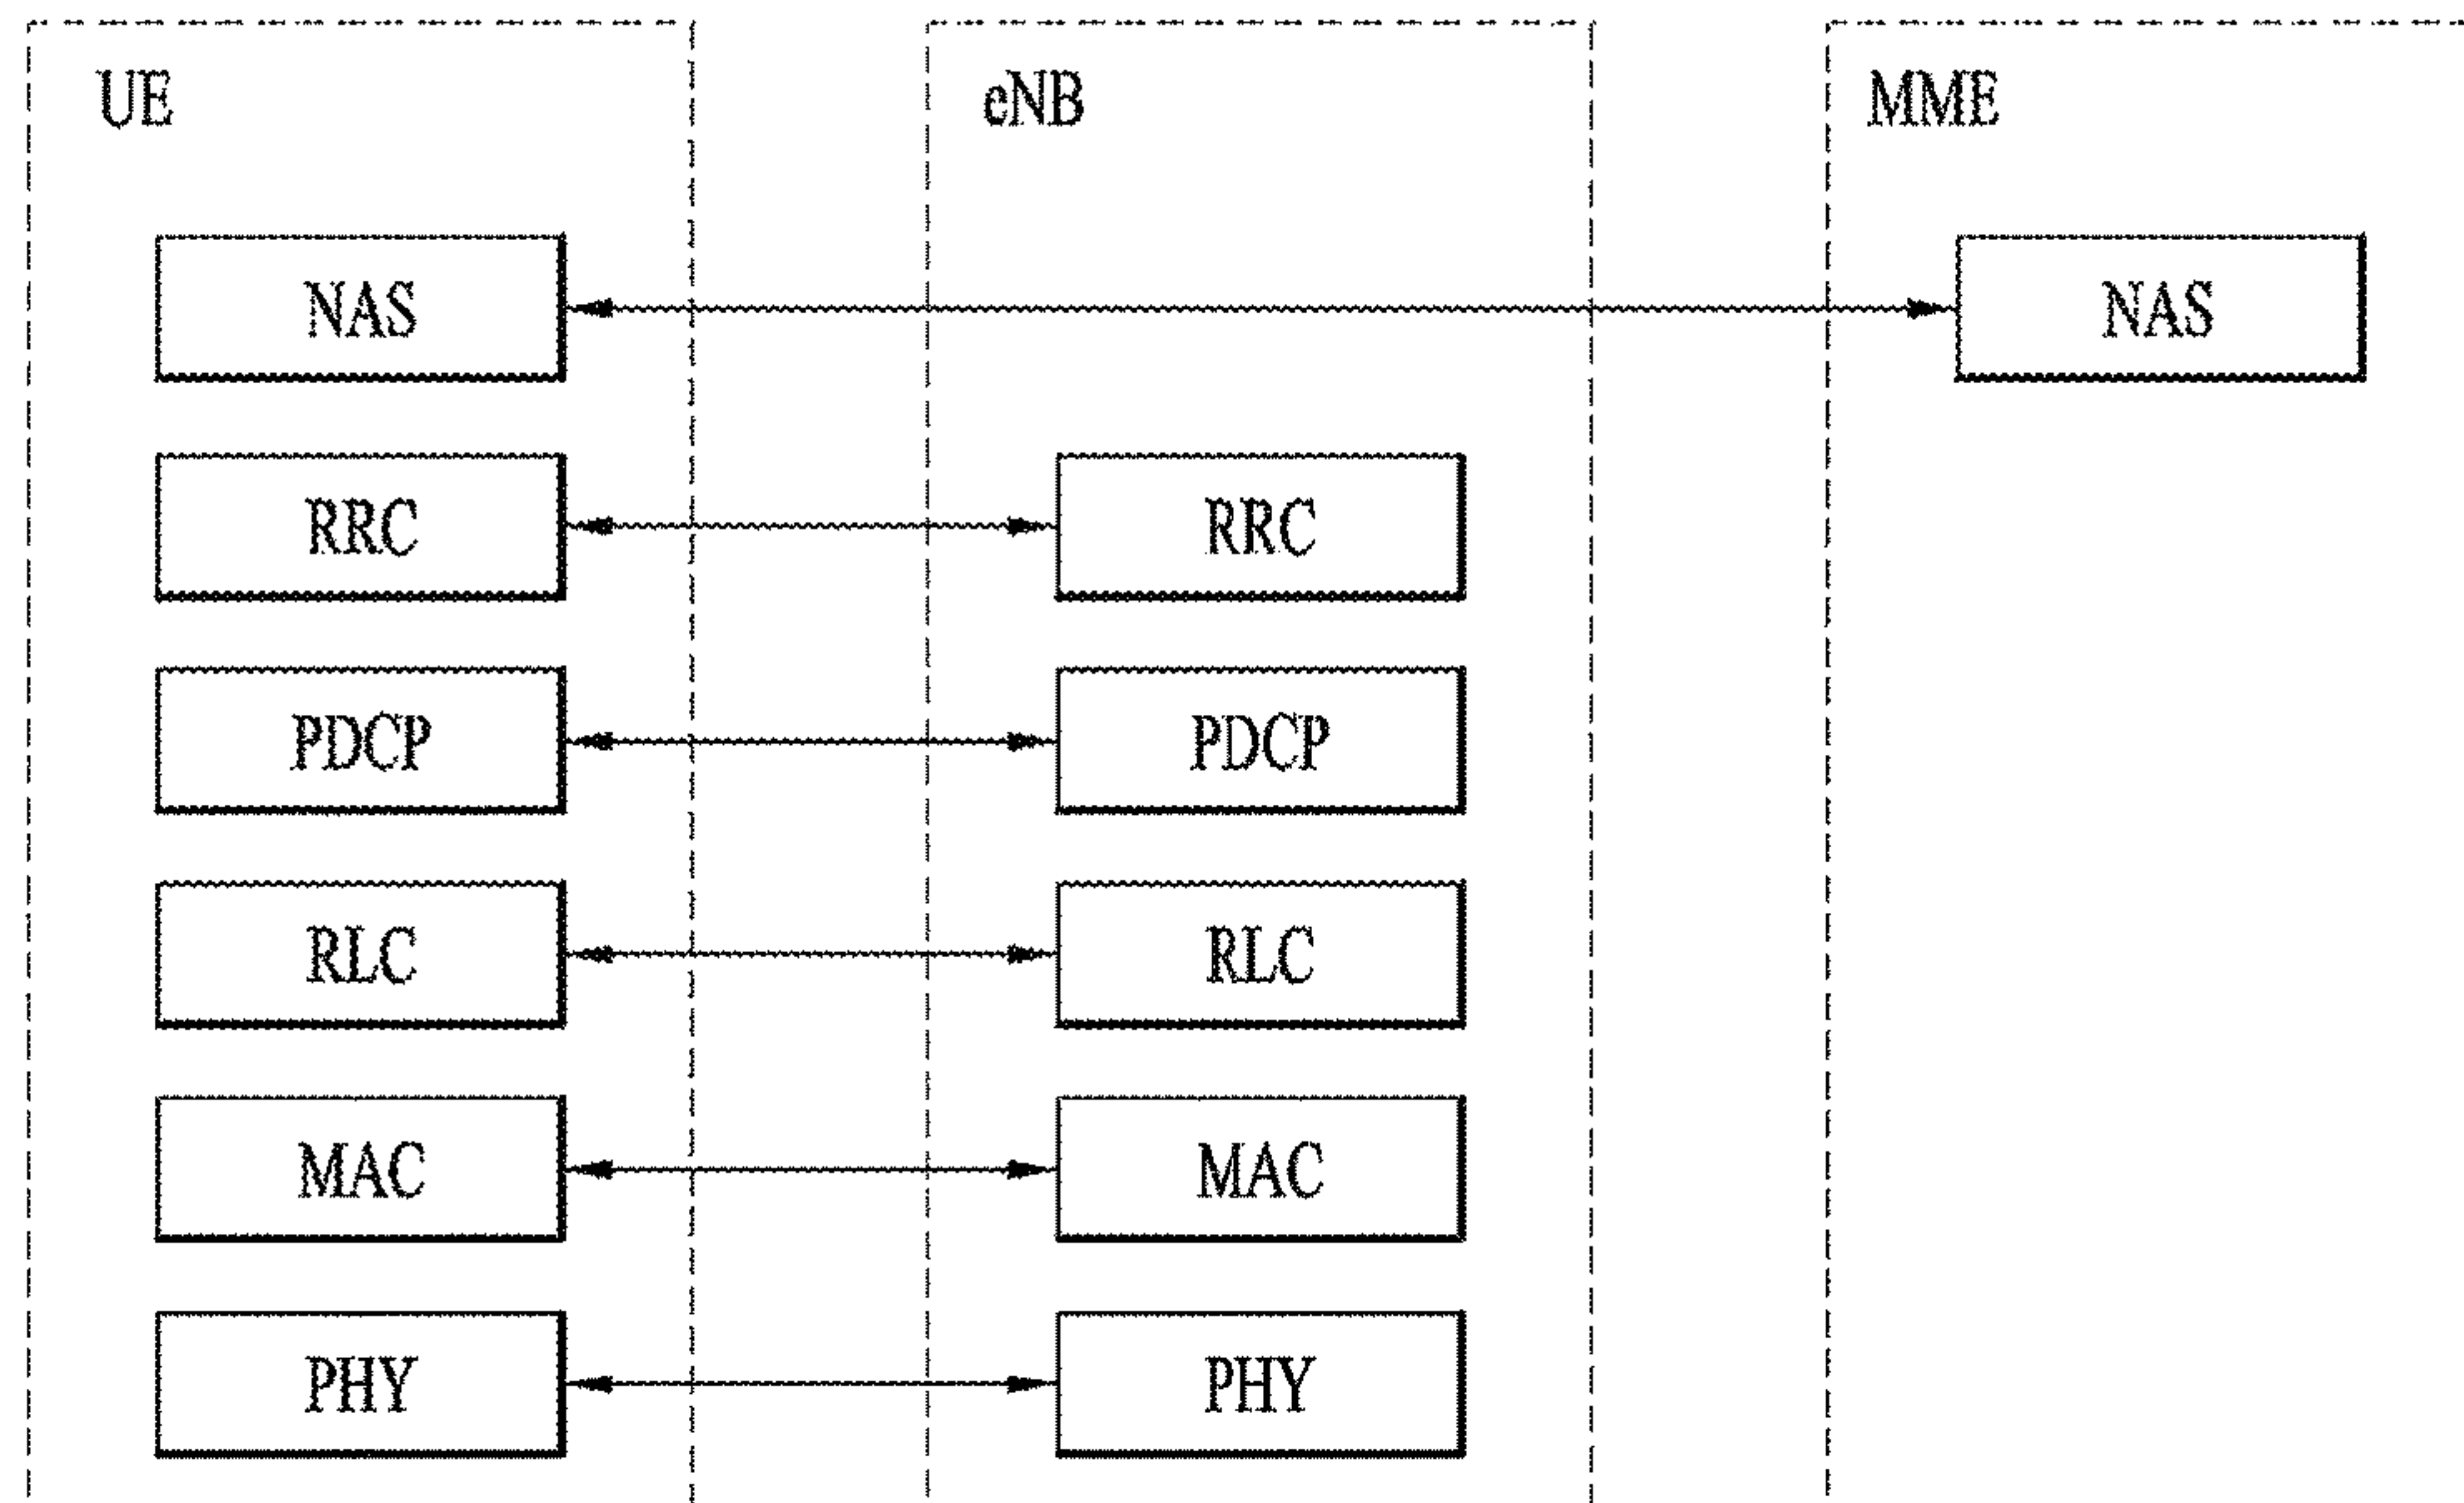 UE eNB MME
NAS NAS
RRC RRC
PDCP PDCP
RLC RLC
MAC MAC
PHY PHY